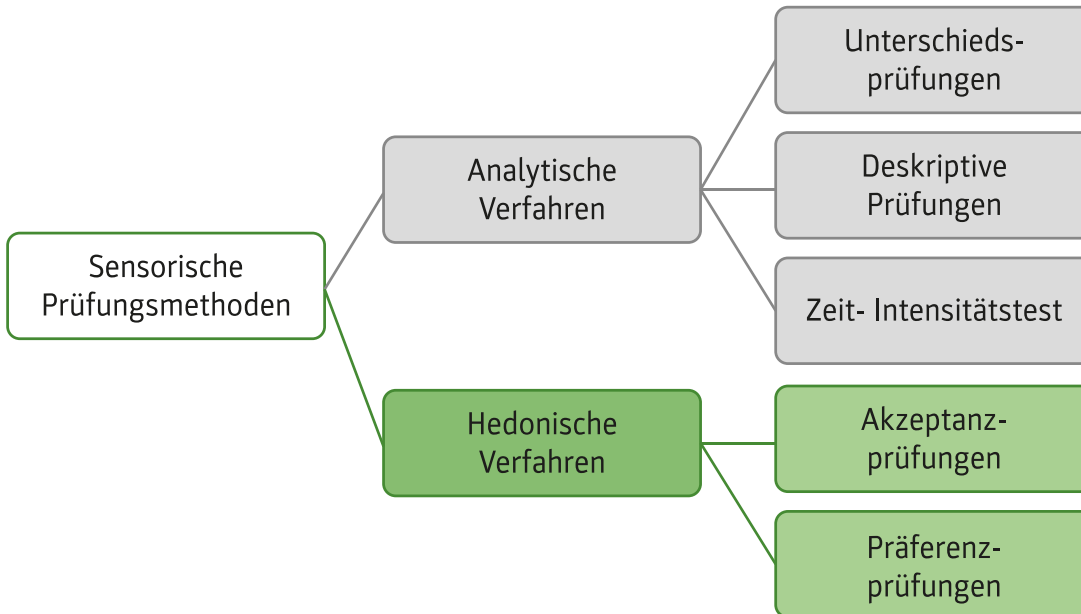 Sensorische
Prüfungsmethoden
Analytische
Verfahren
Unterschieds-
prüfungen
Deskriptive
Prüfungen
Zeit- Intensitätstest
Hedonische
Verfahren
Akzeptanz-
prüfungen
Präferenz-
prüfungen